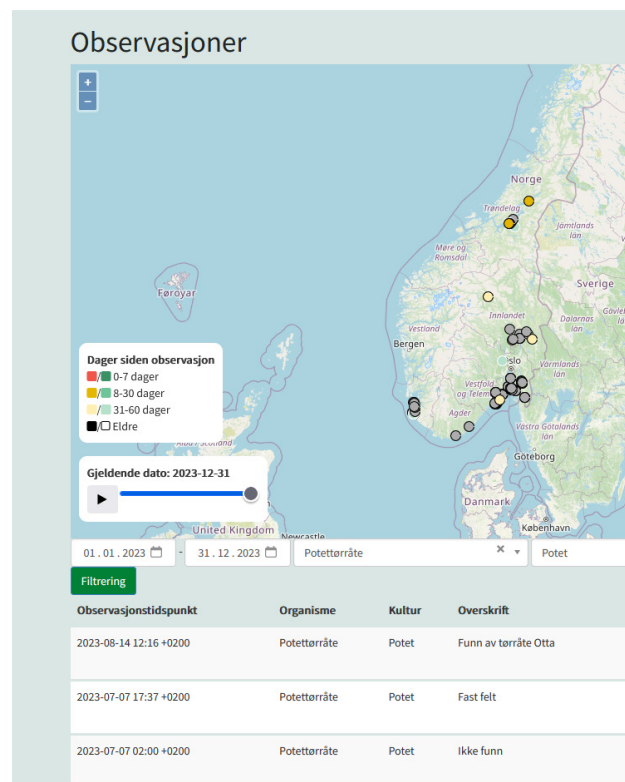 Observasjoner
+
−
Norge
Trøndelag
Jämtlands
län
Møre og
Romsdal
Sverige
Føroyar
Innlandet
Dalarnas
län
Vestland
Bergen
slo
Värmlands
län
Vestfold
og Telem
Agder
Västra Götalands
län
Göteborg
Danmark
København
United Kingdom
Newcastle
Dager siden observasjon
/ 0-7 dager
/ 8-30 dager
/ 31-60 dager
/ Eldre
Gjeldende dato: 2023-12-31
01 . 01 . 2023 - 31 . 12 . 2023 Potettørråte × Potet
Filtrering
Observasjonstidspunkt Organisme Kultur Overskrift
2023-08-14 12:16 +0200 Potettørråte Potet Funn av tørråte Otta
2023-07-07 17:37 +0200 Potettørråte Potet Fast felt
2023-07-07 02:00 +0200 Potettørråte Potet Ikke funn